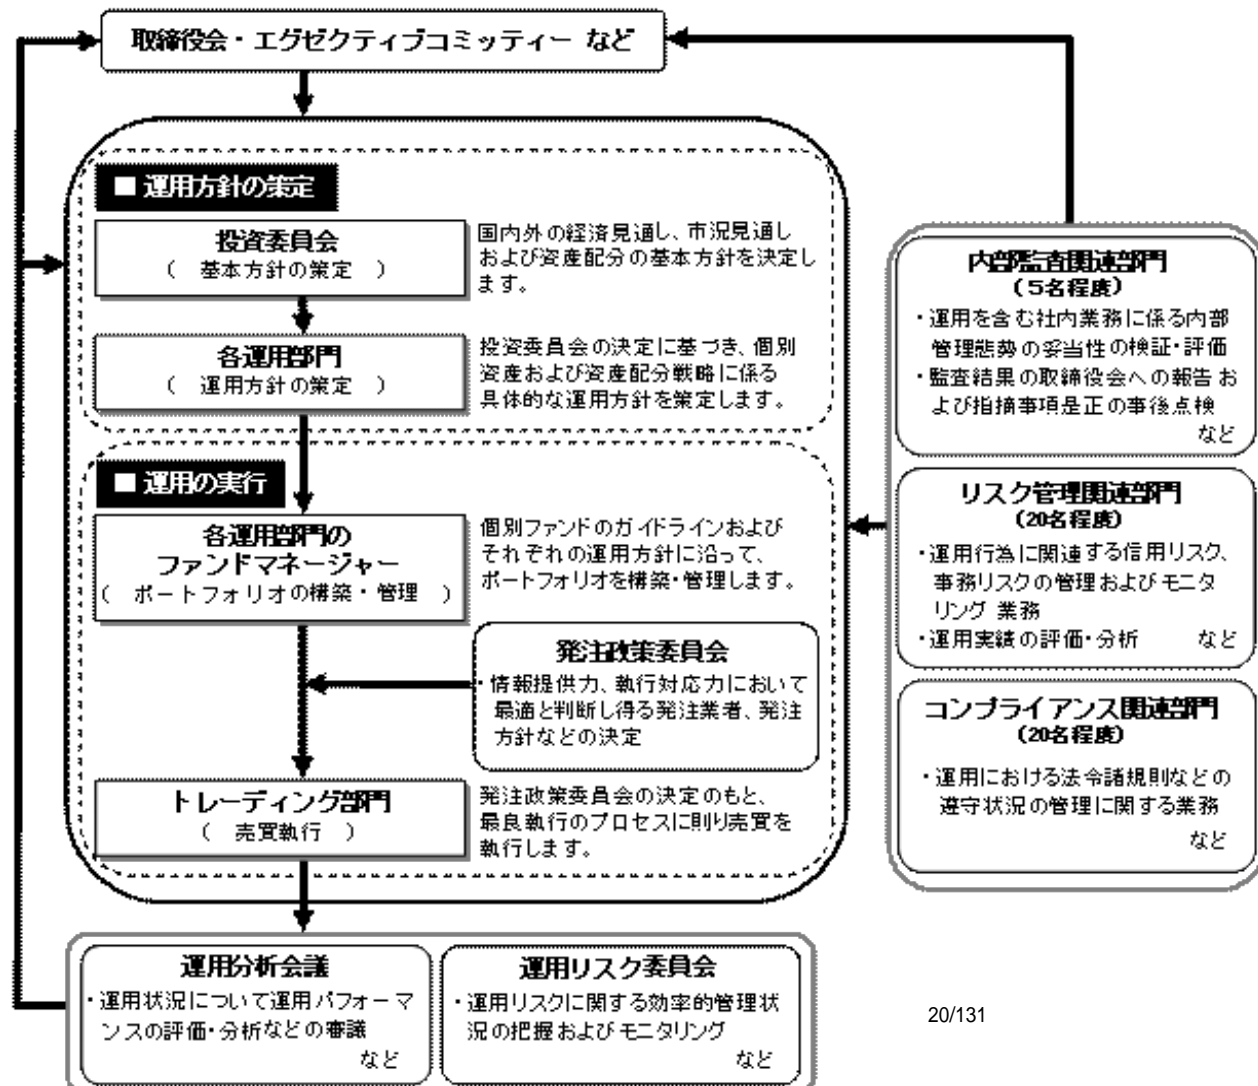 取締役会・エグゼクティブコミッティー など
■ 運用方針の策定
投資委員会
（ 基本方針の策定 ）
国内外の経済見通し、市況見通し
および資産配分の基本方針を決定し
ます。
各運用部門
（ 運用方針の策定 ）
投資委員会の決定に基づき、個別
資産および資産配分戦略に係る
具体的な運用方針を策定します。
■ 運用の実行
各運用部門の
ファンドマネージャー
（ ポートフォリオの構築・管理 ）
個別ファンドのガイドラインおよび
それぞれの運用方針に沿って、
ポートフォリオを構築・管理します。
発注政策委員会
・情報提供力、執行対応力において
最適と判断し得る発注業者、発注
方針などの決定
トレーディング部門
（ 売買執行 ）
発注政策委員会の決定のもと、
最良執行のプロセスに則り売買を
執行します。
運用分析会議
・運用状況について運用パフォーマ
ンスの評価・分析などの審議
など
運用リスク委員会
・運用リスクに関する効率的管理状
況の把握およびモニタリング
など
内部監査関連部門
（５名程度）
・運用を含む社内業務に係る内部
管理態勢の妥当性の検証・評価
・監査結果の取締役会への報告お
よび指摘事項是正の事後点検
など
リスク管理関連部門
（20名程度）
・運用行為に関連する信用リスク、
事務リスクの管理およびモニタ
リング 業務
・運用実績の評価・分析 など
コンプライアンス関連部門
（20名程度）
・運用における法令諸規則などの
遵守状況の管理に関する業務
など
20/131